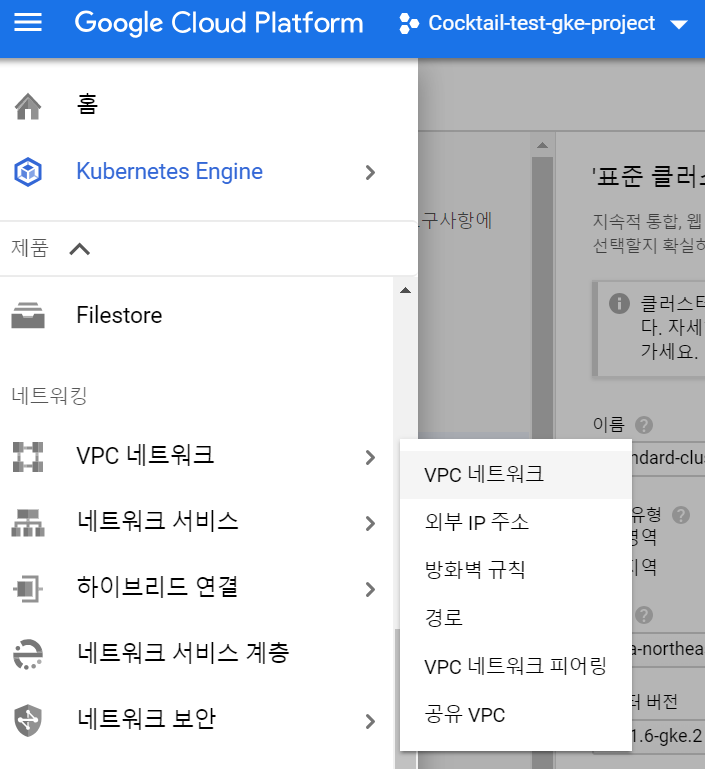 Google Cloud Platform
Cocktail-test-gke-project
홈
Kubernetes Engine
제품
Filestore
네트워킹
VPC 네트워크
네트워크 서비스
하이브리드 연결
네트워크 서비스 계층
네트워크 보안
VPC 네트워크
외부 IP 주소
방화벽 규칙
경로
VPC 네트워크 피어링
공유 VPC
구사항에
'표준 클러
지속적 통합, 웹
선택할지 확실하
클러스터
다. 자세
가세요.
이름
ndard-clu
유형
영역
지역
a-northea
터 버전
1.6-gke.2